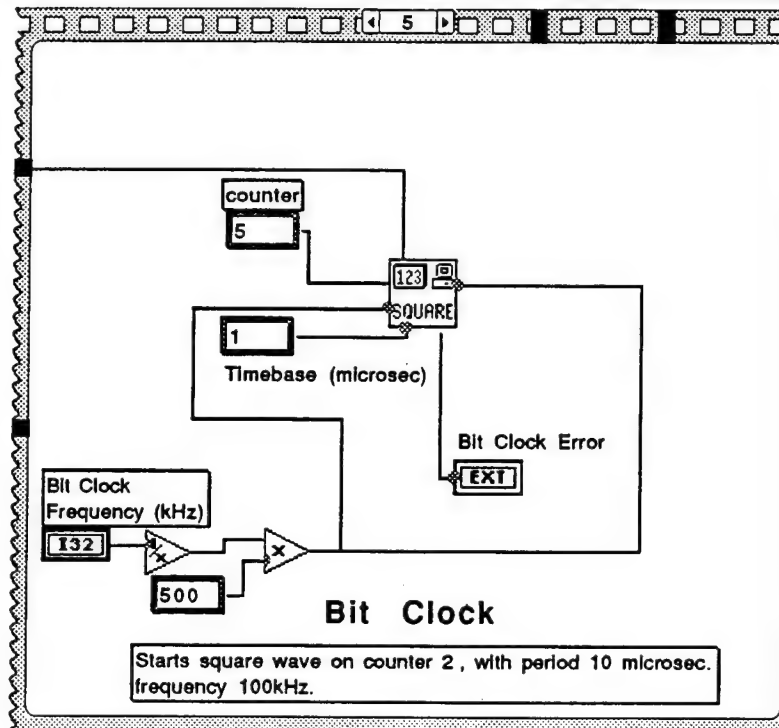 5
counter
5
123
SQUARE
1
Timebase (microsec)
Bit Clock Error
EXT
Bit Clock
Frequency (kHz)
I32
1/x
x
500
Bit Clock
Starts square wave on counter 2 , with period 10 microsec.
frequency 100kHz.